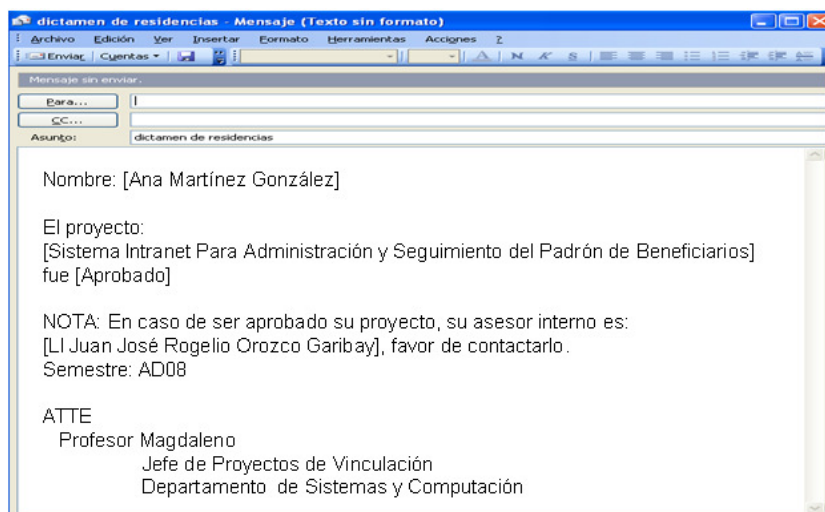 dictamen de residencias - Mensaje (Texto sin formato)
Archivo Edición Ver Insertar Formato Herramientas Acciones ?
Enviar Cuentas A N K S
Mensaje sin enviar.
Para...
CC...
Asunto: dictamen de residencias
Nombre: [Ana Martínez González]
El proyecto:
[Sistema Intranet Para Administración y Seguimiento del Padrón de Beneficiarios]
fue [Aprobado]
NOTA: En caso de ser aprobado su proyecto, su asesor interno es:
[LI Juan José Rogelio Orozco Garibay], favor de contactarlo.
Semestre: AD08
ATTE
Profesor Magdaleno
Jefe de Proyectos de Vinculación
Departamento de Sistemas y Computación